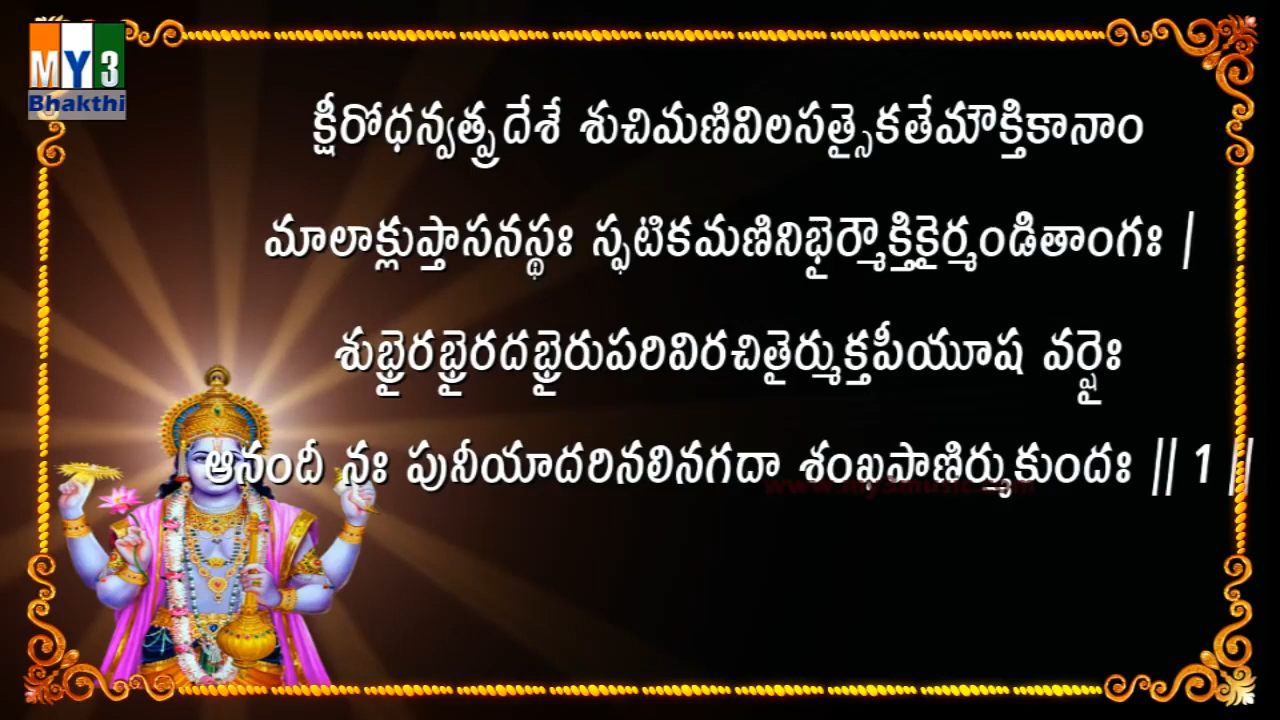 MY3
Bhakthi
క్షీరోధన్వత్ప్రదేశే శుచిమణివిలసత్సైకతేమౌక్తికానాం
మాలాక్లుప్తాసనస్థః స్ఫటికమణినిభైర్మౌక్తికైర్మండితాంగః |
శుభ్రైరభ్రైరదభ్రైరుపరివిరచితైర్ముక్తపీయూష వర్షైః
ఆనందీ నః పునీయాదరినలినగదా శంఖపాణిర్ముకుందః || 1 ||